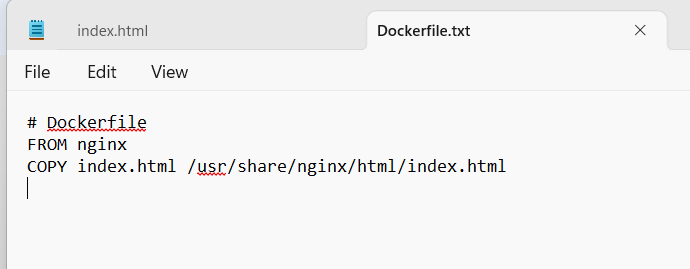 index.html
Dockerfile.txt
File Edit View
# Dockerfile
FROM nginx
COPY index.html /usr/share/nginx/html/index.html